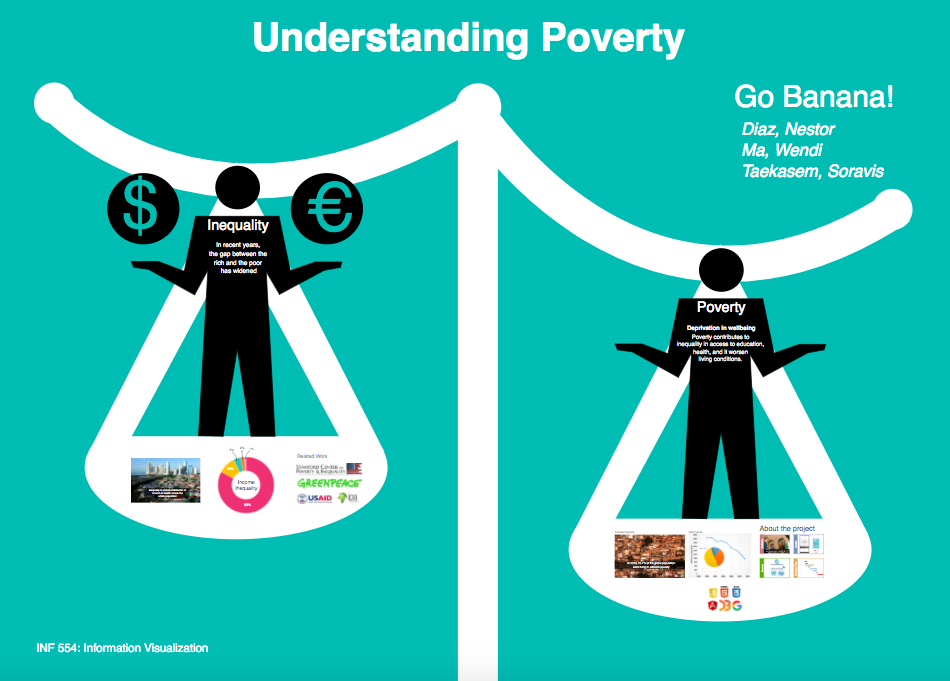 Understanding Poverty
Go Banana!
Diaz, Nestor
Ma, Wendi
Taekasem, Soravis
$
€
Inequality
In recent years,
the gap between the
rich and the poor
has widened
Poverty
Deprivation in wellbeing
Poverty contributes to
inequality in access to education,
health, and it worsen
living conditions.
Income
Inequality
Related Work
STANFORD CENTER ON
POVERTY & INEQUALITY
GREENPEACE
USAID
About the project
INF 554: Information Visualization